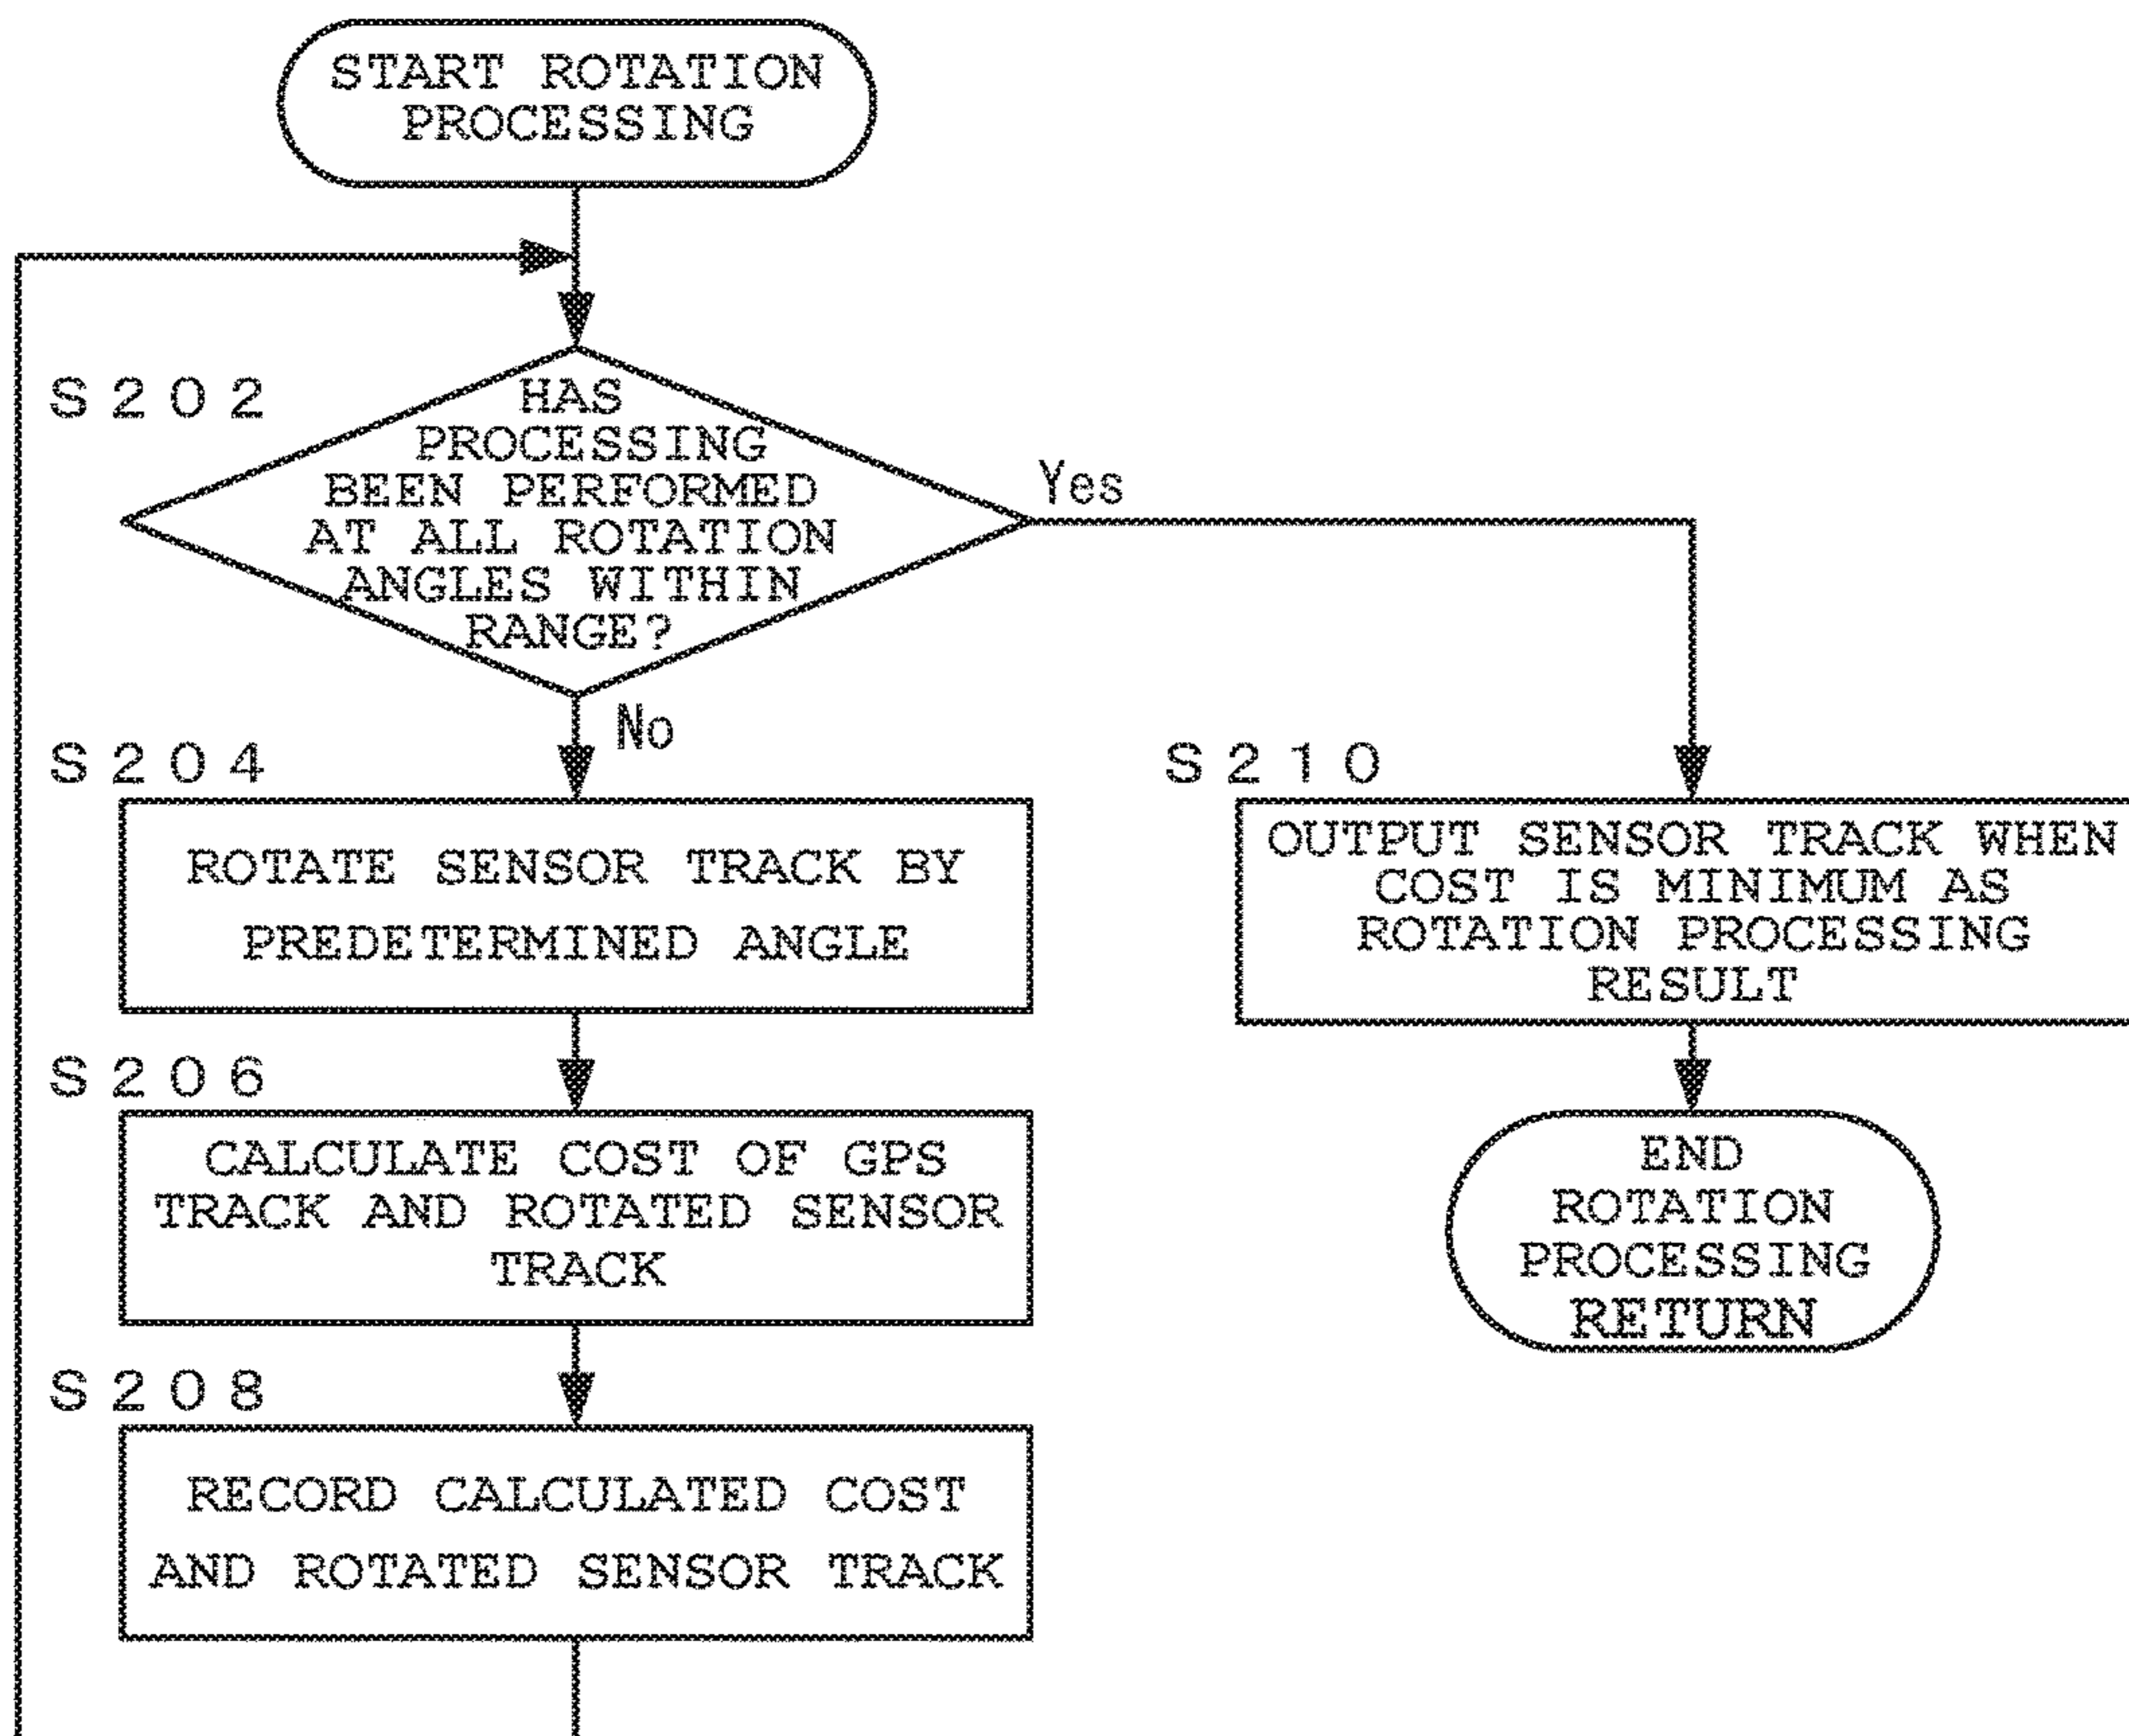 START ROTATION
PROCESSING
S202
HAS
PROCESSING
BEEN PERFORMED
AT ALL ROTATION
ANGLES WITHIN
RANGE?
Yes
No
S204
ROTATE SENSOR TRACK BY
PREDETERMINED ANGLE
S210
OUTPUT SENSOR TRACK WHEN
COST IS MINIMUM AS
ROTATION PROCESSING
RESULT
S206
CALCULATE COST OF GPS
TRACK AND ROTATED SENSOR
TRACK
END
ROTATION
PROCESSING
RETURN
S208
RECORD CALCULATED COST
AND ROTATED SENSOR TRACK